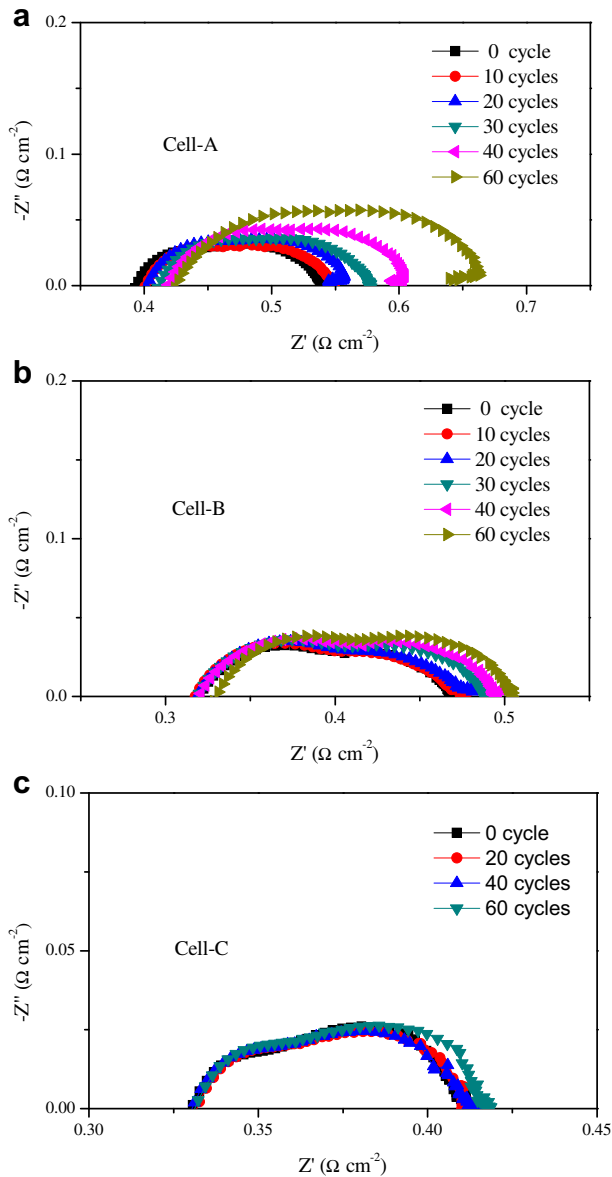 a
0.2
0.1
0.0
-Z'' (Ω cm-2)
0 cycle
10 cycles
20 cycles
30 cycles
40 cycles
60 cycles
Cell-A
0.4 0.5 0.6 0.7
Z' (Ω cm-2)
b
0.2
0.1
0.0
-Z'' (Ω cm-2)
0 cycle
10 cycles
20 cycles
30 cycles
40 cycles
60 cycles
Cell-B
0.3 0.4 0.5
Z' (Ω cm-2)
c
0.10
0.05
0.00
-Z'' (Ω cm-2)
0 cycle
20 cycles
40 cycles
60 cycles
Cell-C
0.30 0.35 0.40 0.45
Z' (Ω cm-2)